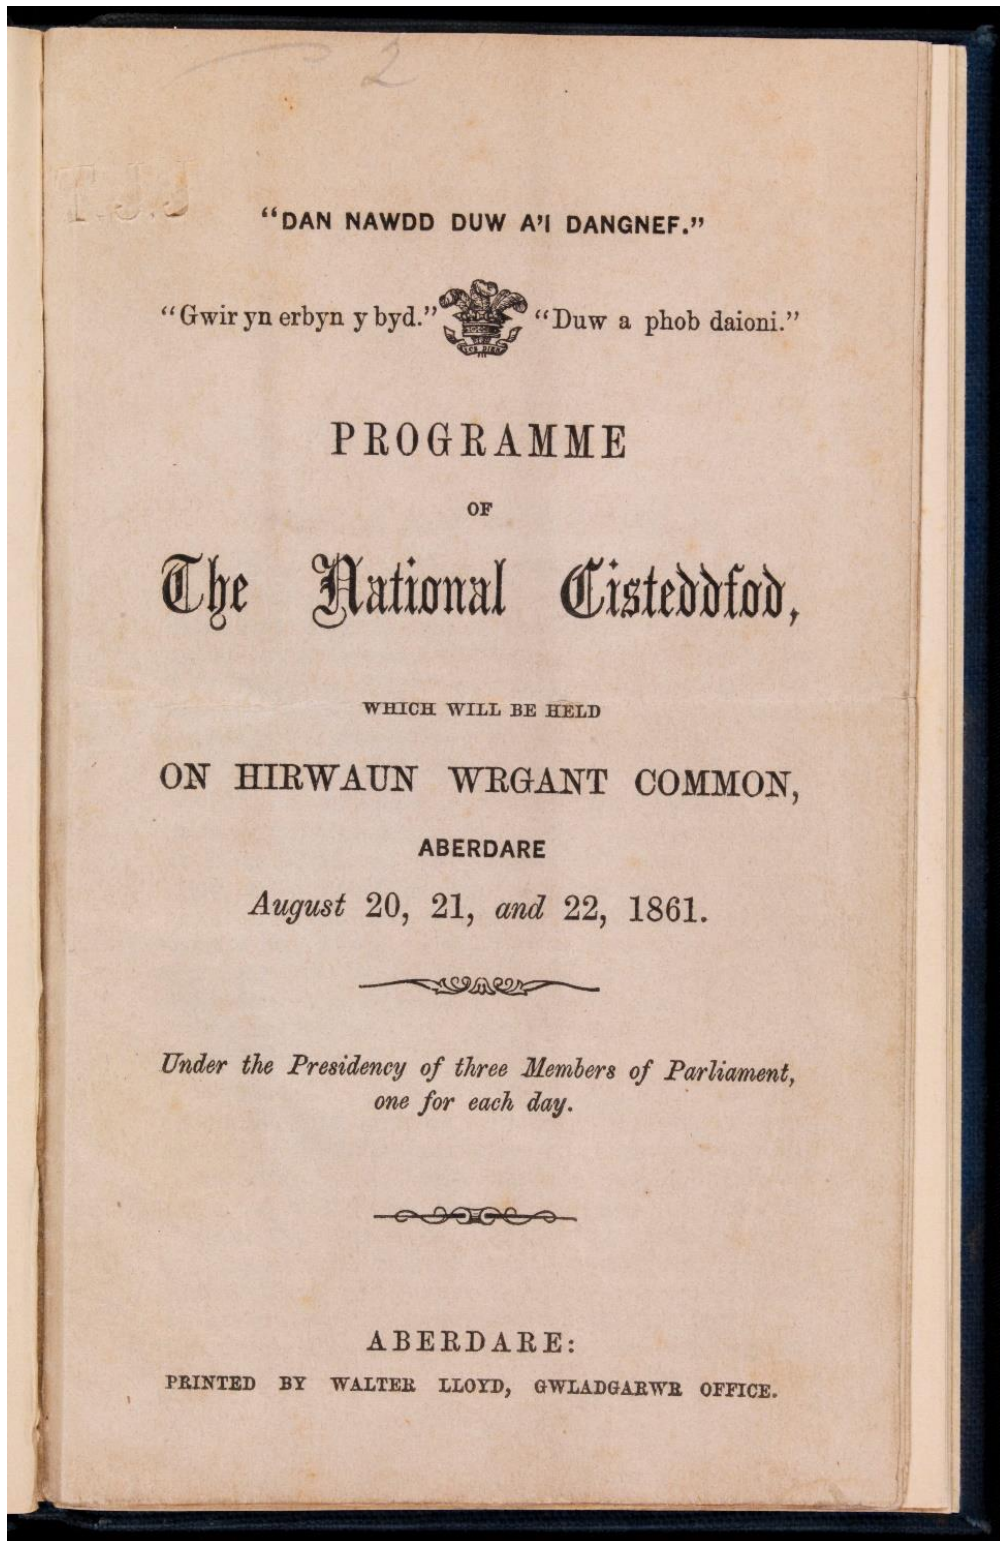 2
"DAN NAWDD DUW A'I DANGNEF."
"Gwir yn erbyn y byd." "Duw a phob daioni."
PROGRAMME
OF
The National Eisteddfod,
WHICH WILL BE HELD
ON HIRWAUN WRGANT COMMON,
ABERDARE
August 20, 21, and 22, 1861.
Under the Presidency of three Members of Parliament,
one for each day.
ABERDARE:
PRINTED BY WALTER LLOYD, GWLADGARWR OFFICE.